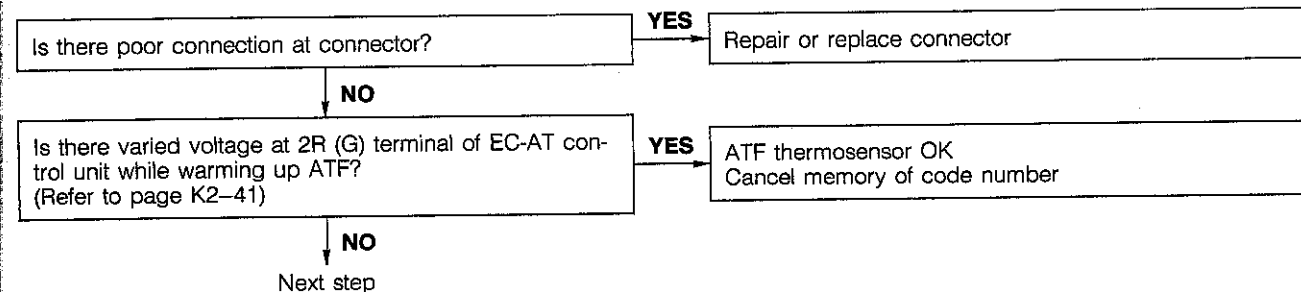 Is there poor connection at connector?
YES
Repair or replace connector
NO
Is there varied voltage at 2R (G) terminal of EC-AT con-
trol unit while warming up ATF?
(Refer to page K2–41)
YES
ATF thermosensor OK
Cancel memory of code number
NO
Next step